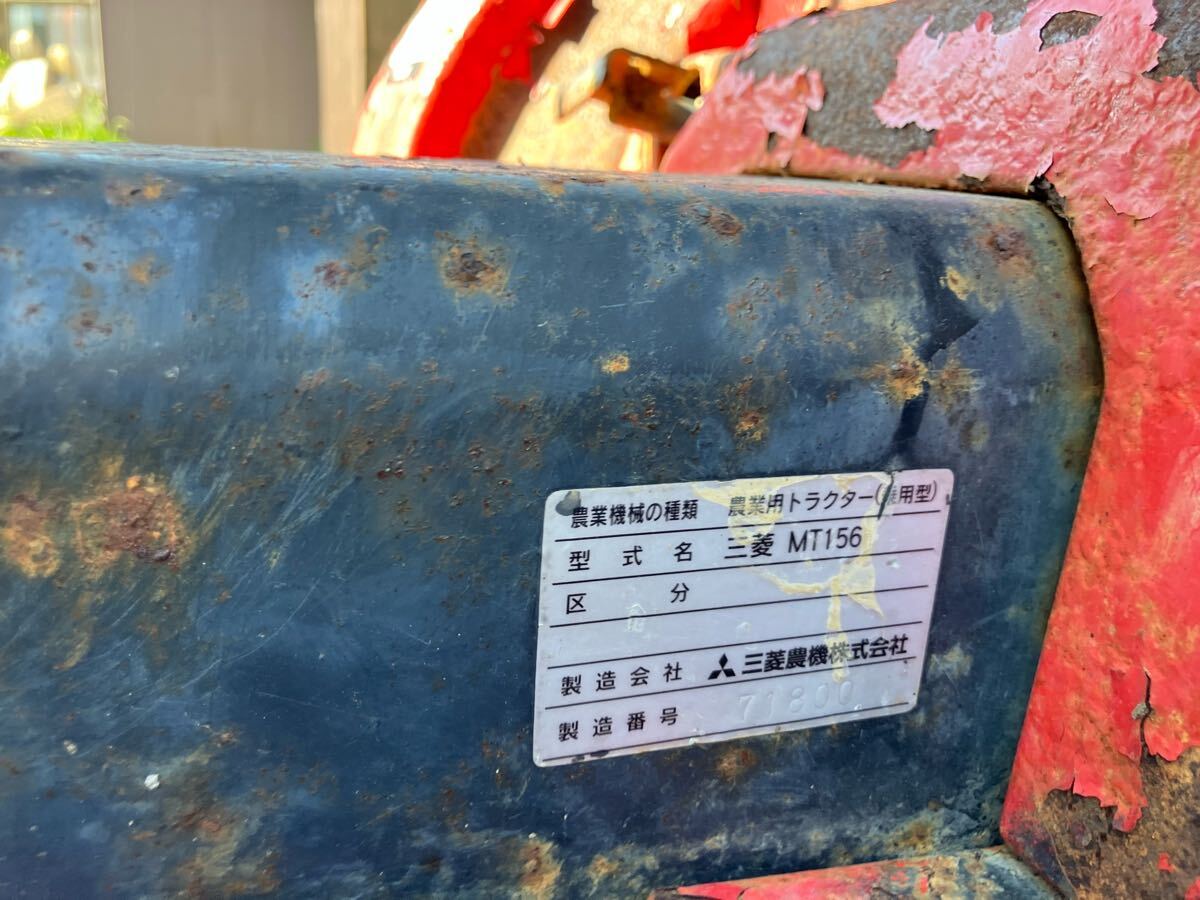 農業機械の種類 農業用トラクター(乗用型)
型式名 三菱 MT156
区分
製造会社 三菱農機株式会社
製造番号 71800